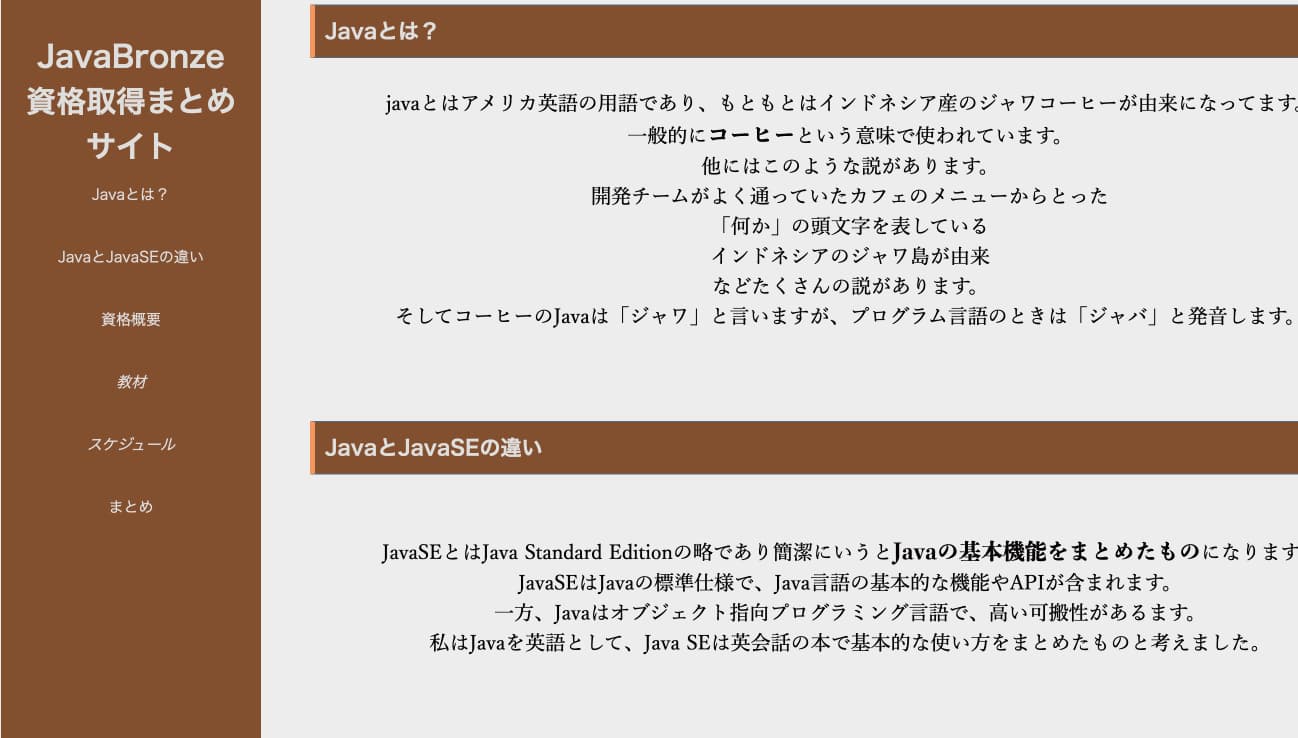 JavaBronze
資格取得まとめ
サイト
Javaとは？
JavaとJavaSEの違い
資格概要
教材
スケジュール
まとめ
Javaとは？
javaとはアメリカ英語の用語であり、もともとはインドネシア産のジャワコーヒーが由来になってます。
一般的にコーヒーという意味で使われています。
他にはこのような説があります。
開発チームがよく通っていたカフェのメニューからとった
「何か」の頭文字を表している
インドネシアのジャワ島が由来
などたくさんの説があります。
そしてコーヒーのJavaは「ジャワ」と言いますが、プログラム言語のときは「ジャバ」と発音します。
JavaとJavaSEの違い
JavaSEとはJava Standard Editionの略であり簡潔にいうとJavaの基本機能をまとめたものになります
JavaSEはJavaの標準仕様で、Java言語の基本的な機能やAPIが含まれます。
一方、Javaはオブジェクト指向プログラミング言語で、高い可搬性があるます。
私はJavaを英語として、Java SEは英会話の本で基本的な使い方をまとめたものと考えました。